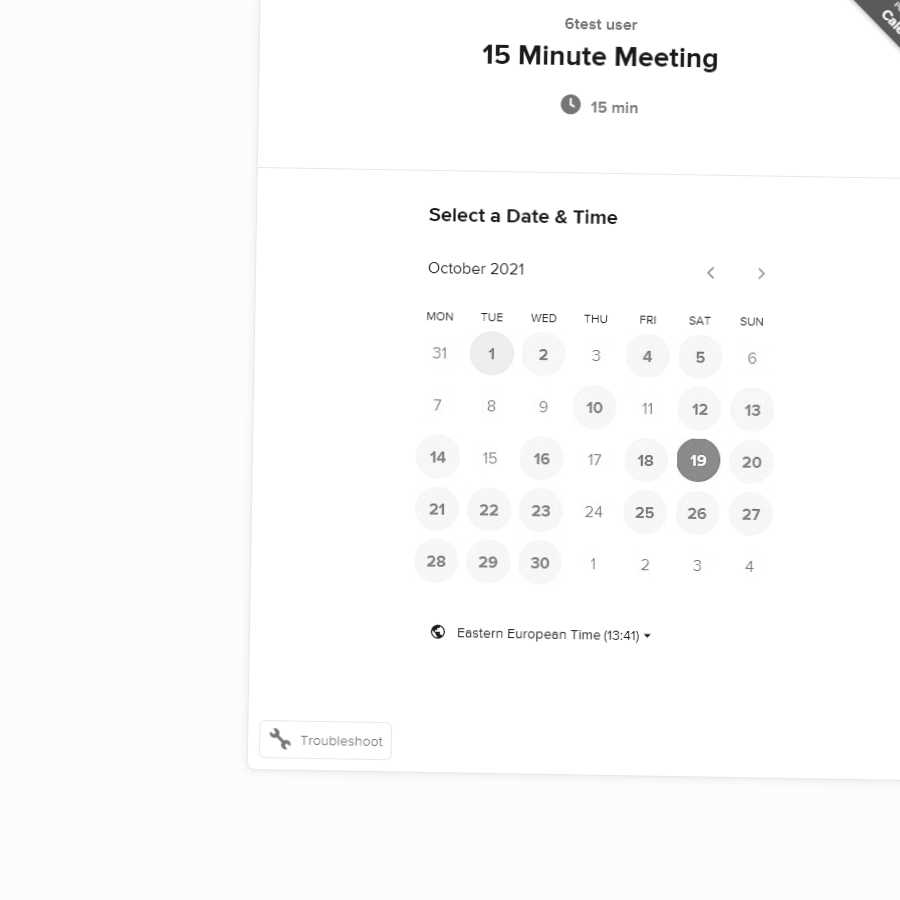 6test user
15 Minute Meeting
15 min
Select a Date & Time
October 2021
MON TUE WED THU FRI SAT SUN
31 1 2 3 4 5 6
7 8 9 10 11 12 13
14 15 16 17 18 19 20
21 22 23 24 25 26 27
28 29 30 1 2 3 4
Eastern European Time (13:41)
Troubleshoot